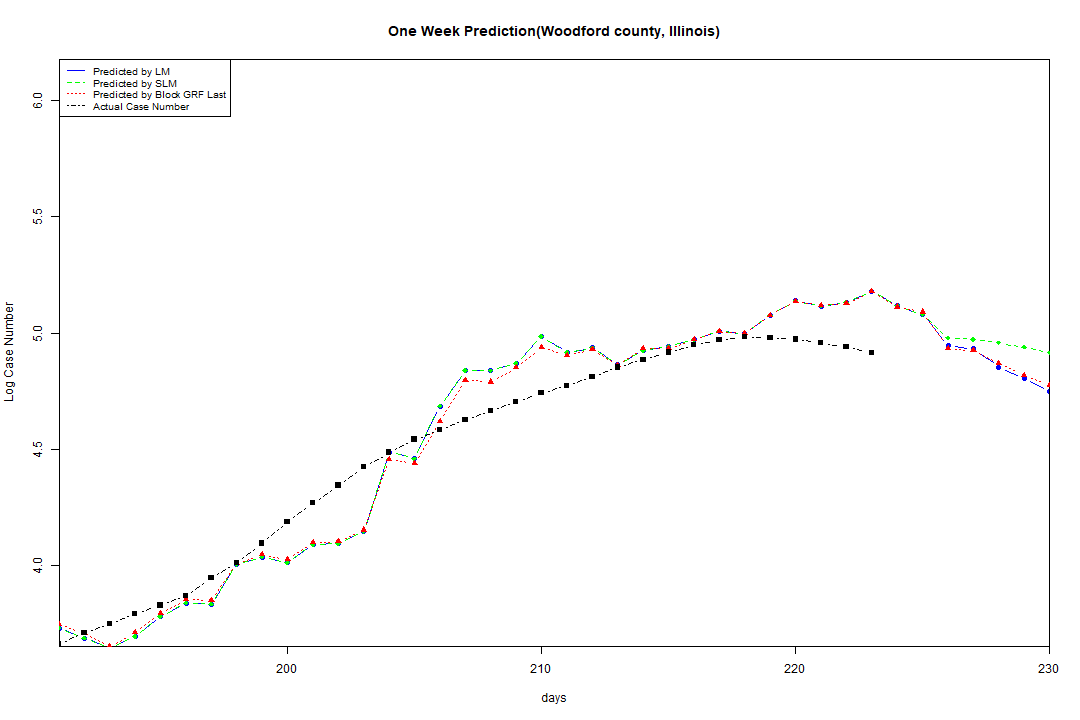 One Week Prediction(Woodford county, Illinois)
Predicted by LM
Predicted by SLM
Predicted by Block GRF Last
Actual Case Number
6.0
5.5
5.0
4.5
4.0
Log Case Number
200 210 220 230
days